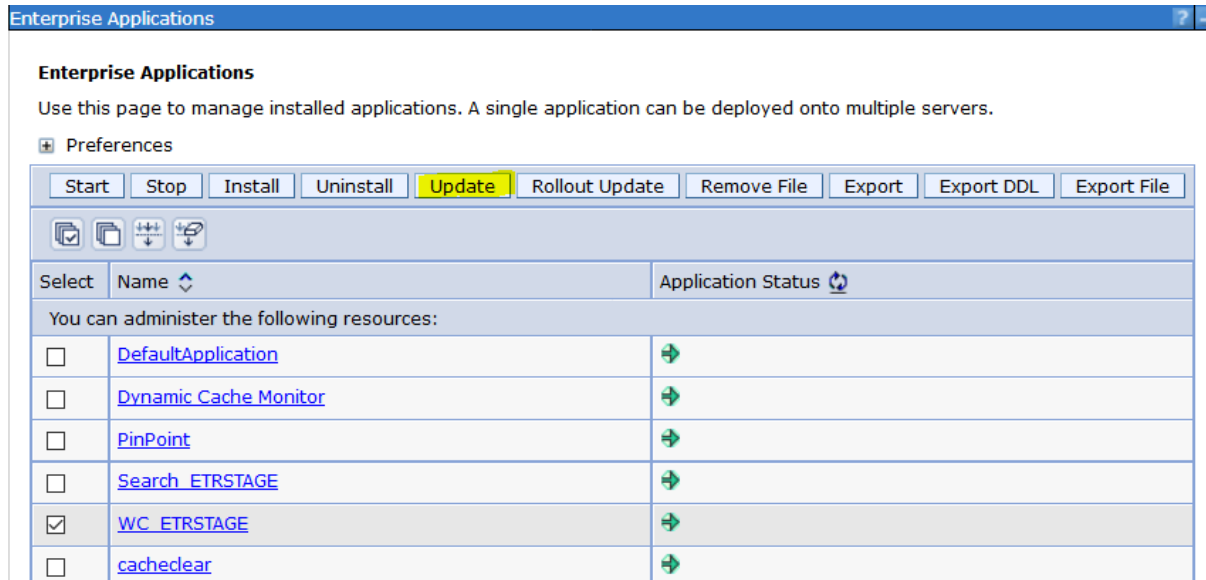 Enterprise Applications
?
Enterprise Applications
Use this page to manage installed applications. A single application can be deployed onto multiple servers.
Preferences
Start Stop Install Uninstall Update Rollout Update Remove File Export Export DDL Export File
Select Name Application Status
You can administer the following resources:
DefaultApplication
Dynamic Cache Monitor
PinPoint
Search_ETRSTAGE
WC_ETRSTAGE
cacheclear